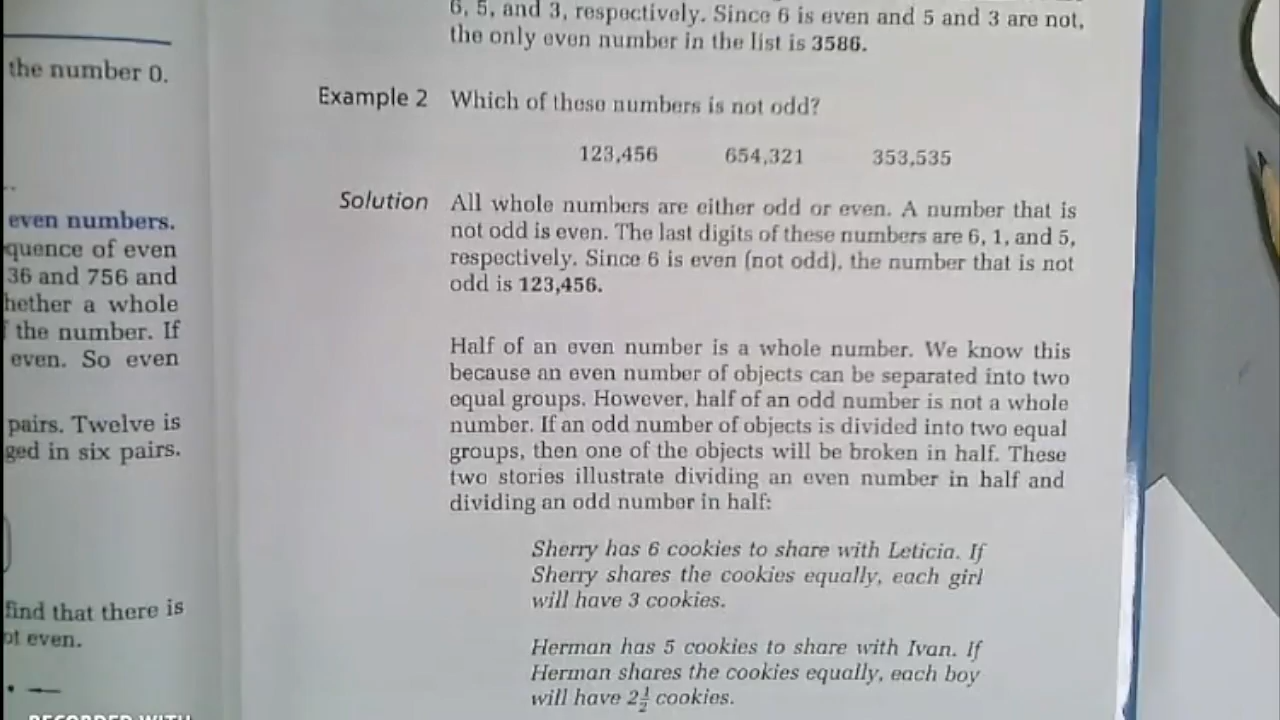 the number 0.
even numbers.
quence of even
36 and 756 and
hether a whole
the number. If
even. So even
pairs. Twelve is
ged in six pairs.
find that there is
ot even.
6, 5, and 3, respectively. Since 6 is even and 5 and 3 are not,
the only even number in the list is 3586.
Example 2 Which of these numbers is not odd?
123,456 654,321 353,535
Solution All whole numbers are either odd or even. A number that is
not odd is even. The last digits of these numbers are 6, 1, and 5,
respectively. Since 6 is even (not odd), the number that is not
odd is 123,456.
Half of an even number is a whole number. We know this
because an even number of objects can be separated into two
equal groups. However, half of an odd number is not a whole
number. If an odd number of objects is divided into two equal
groups, then one of the objects will be broken in half. These
two stories illustrate dividing an even number in half and
dividing an odd number in half:
Sherry has 6 cookies to share with Leticia. If
Sherry shares the cookies equally, each girl
will have 3 cookies.
Herman has 5 cookies to share with Ivan. If
Herman shares the cookies equally, each boy
will have 2½ cookies.
RECORDED WITH